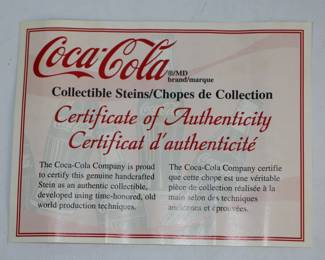 Coca-Cola
®/MD
brand/marque
Collectible Steins/Chopes de Collection
Certificate of Authenticity
Certificat d'authenticité
The Coca-Cola Company is proud
to certify this genuine handcrafted
Stein as an authentic collectible,
developed using time-honored, old
world production techniques.
The Coca-Cola Company certifie
que cette chope est une véritable
pièce de collection réalisée à la
main selon des techniques
anciennes et éprouvées.